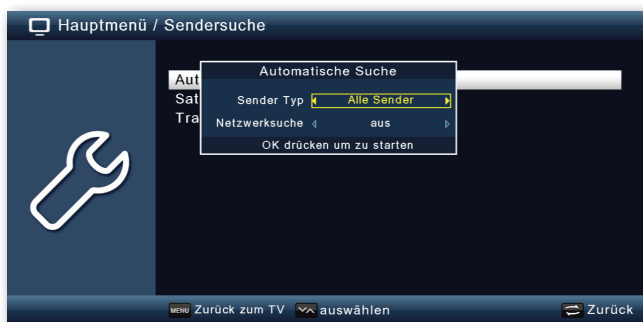 Hauptmenü / Sendersuche
Automatische Suche
Aut
Sat
Sender Typ Alle Sender
Tra
Netzwerksuche aus
OK drücken um zu starten
MENU Zurück zum TV auswählen Zurück